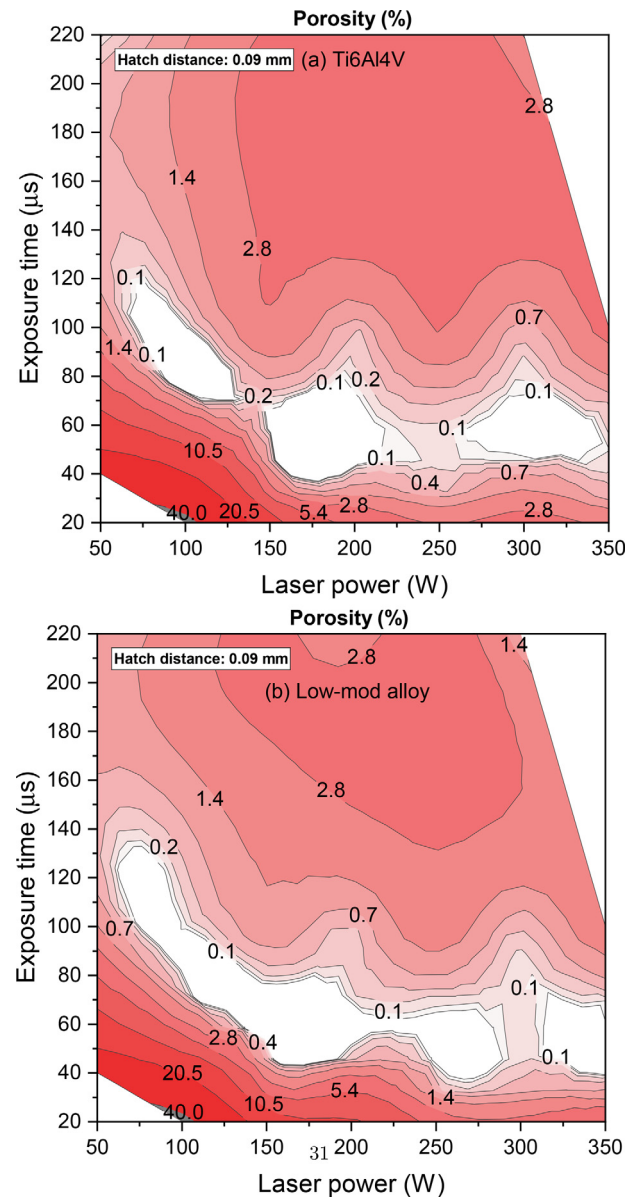 Porosity (%)
220
Hatch distance: 0.09 mm (a) Ti6Al4V
200
2.8
180
160
1.4
140
2.8
120
0.1
100
0.7
1.4
0.1
80
0.2 0.1 0.2 0.1
60
0.1
10.5 0.1
40
0.4 0.7
40.0 20.5 5.4 2.8 2.8
20
50 100 150 200 250 300 350
Exposure time (μs)
Laser power (W)
Porosity (%)
220
1.4
Hatch distance: 0.09 mm 2.8
200
(b) Low-mod alloy
180
160
1.4 2.8
140
0.2
120
0.7 0.7
100
0.1
80
0.1 0.1
60
2.8 0.4 0.1
40
20.5 5.4 1.4
40.0 10.5
20
50 100 150 200 250 300 350
31
Exposure time (μs)
Laser power (W)